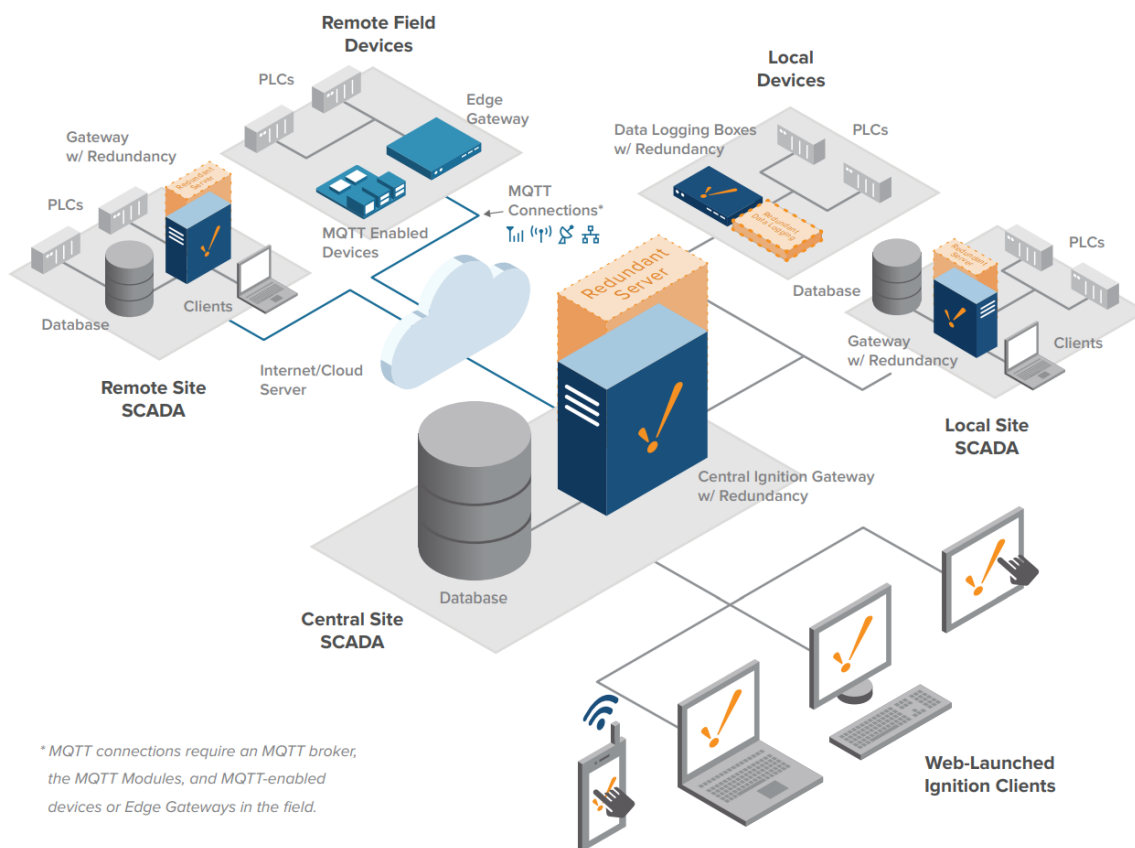 Remote Field
Devices
PLCs
Edge
Gateway
MQTT Enabled
Devices
MQTT
Connections*
Local
Devices
Data Logging Boxes
w/ Redundancy
PLCs
Redundant
Data Logging
Gateway
w/ Redundancy
Redundant
Server
PLCs
Database
Clients
Remote Site
SCADA
Internet/Cloud
Server
Redundant
Server
Database
Redundant
Server
PLCs
Gateway
w/ Redundancy
Clients
Local Site
SCADA
Central Ignition Gateway
w/ Redundancy
Database
Central Site
SCADA
Web-Launched
Ignition Clients
* MQTT connections require an MQTT broker,
the MQTT Modules, and MQTT-enabled
devices or Edge Gateways in the field.